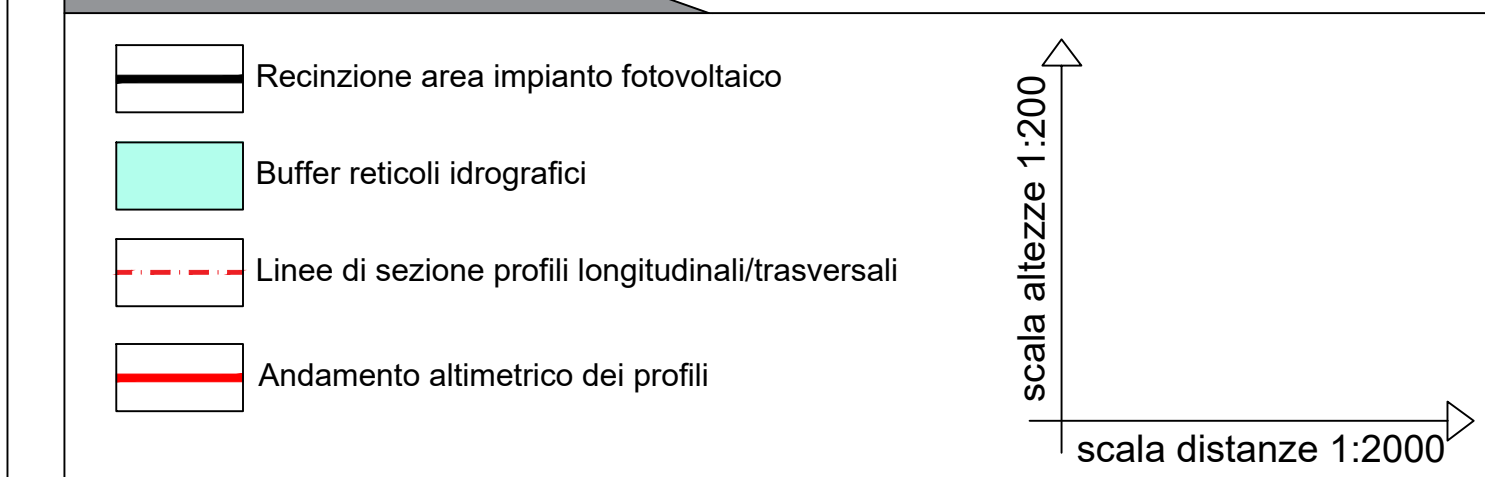 Recinzione area impianto fotovoltaico
Buffer reticoli idrografici
Linee di sezione profili longitudinali/trasversali
Andamento altimetrico dei profili
scala altezze 1:200
scala distanze 1:2000